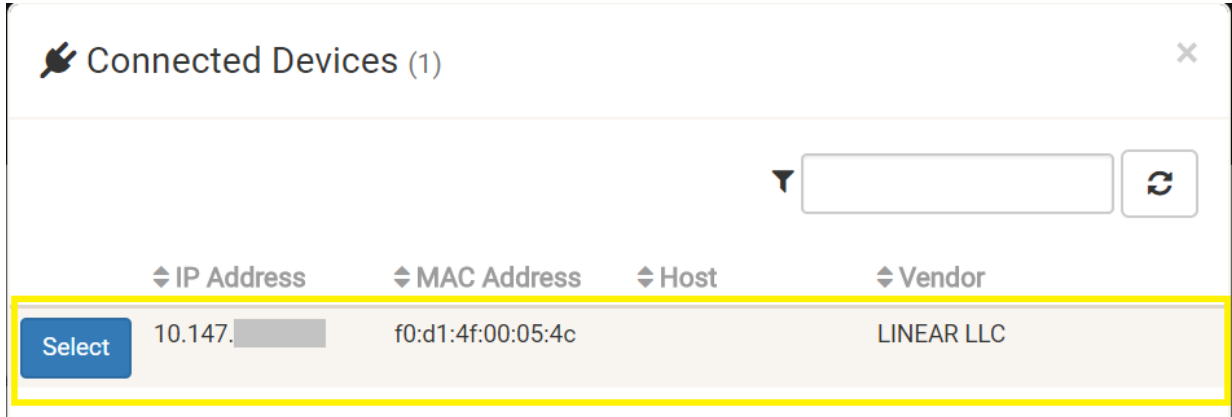 Connected Devices (1)
IP Address MAC Address Host Vendor
Select 10.147. f0:d1:4f:00:05:4c LINEAR LLC